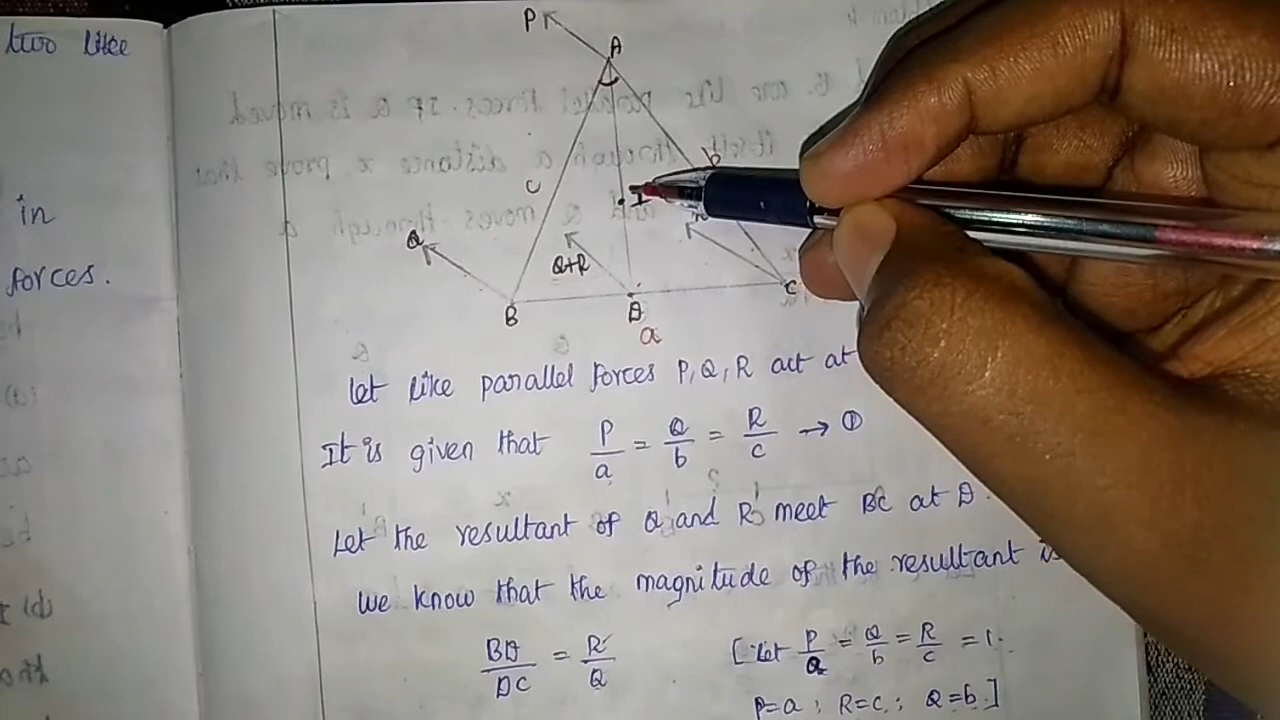 two like
in
forces.
P
A
b
c
I
Q
Q+R
B
D
C
a
Let like parallel forces P, Q, R act at
It is given that P/a = Q/b = R/c → ①
Let the resultant of Q and R meet BC at D.
we know that the magnitude of the resultant is
BD/DC = R/Q [∵ Let P/a = Q/b = R/c = 1.
P=a ; R=c ; Q=b.]